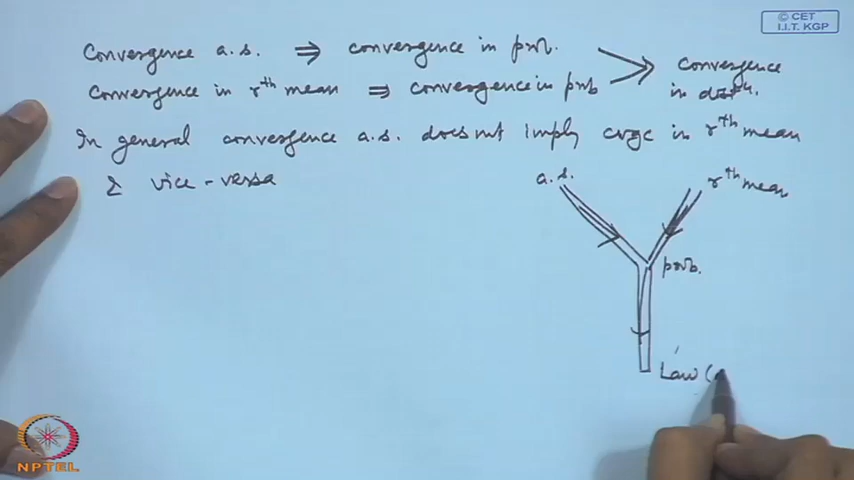 © CET
I.I.T. KGP
Convergence a.s. ⇒ convergence in prob.
Convergence in rth mean ⇒ convergence in prob
convergence
in distn.
In general convergence a.s. does not imply cvgc in rth mean
& vice-versa
a.s.
rth mean
prob.
Law (
NPTEL